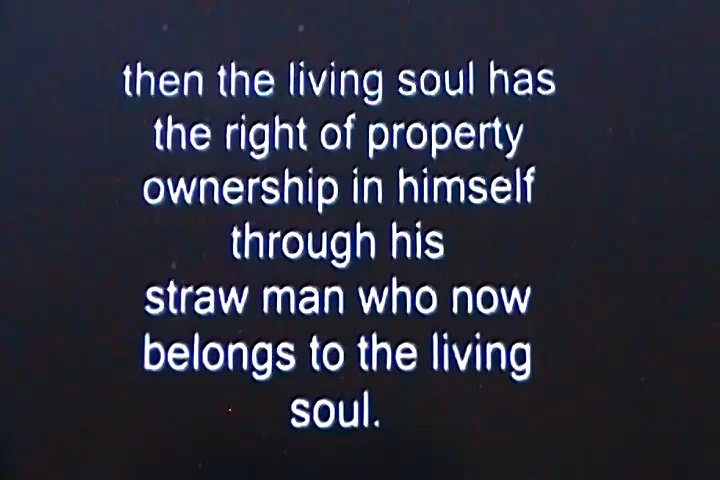 then the living soul has
the right of property
ownership in himself
through his
straw man who now
belongs to the living
soul.